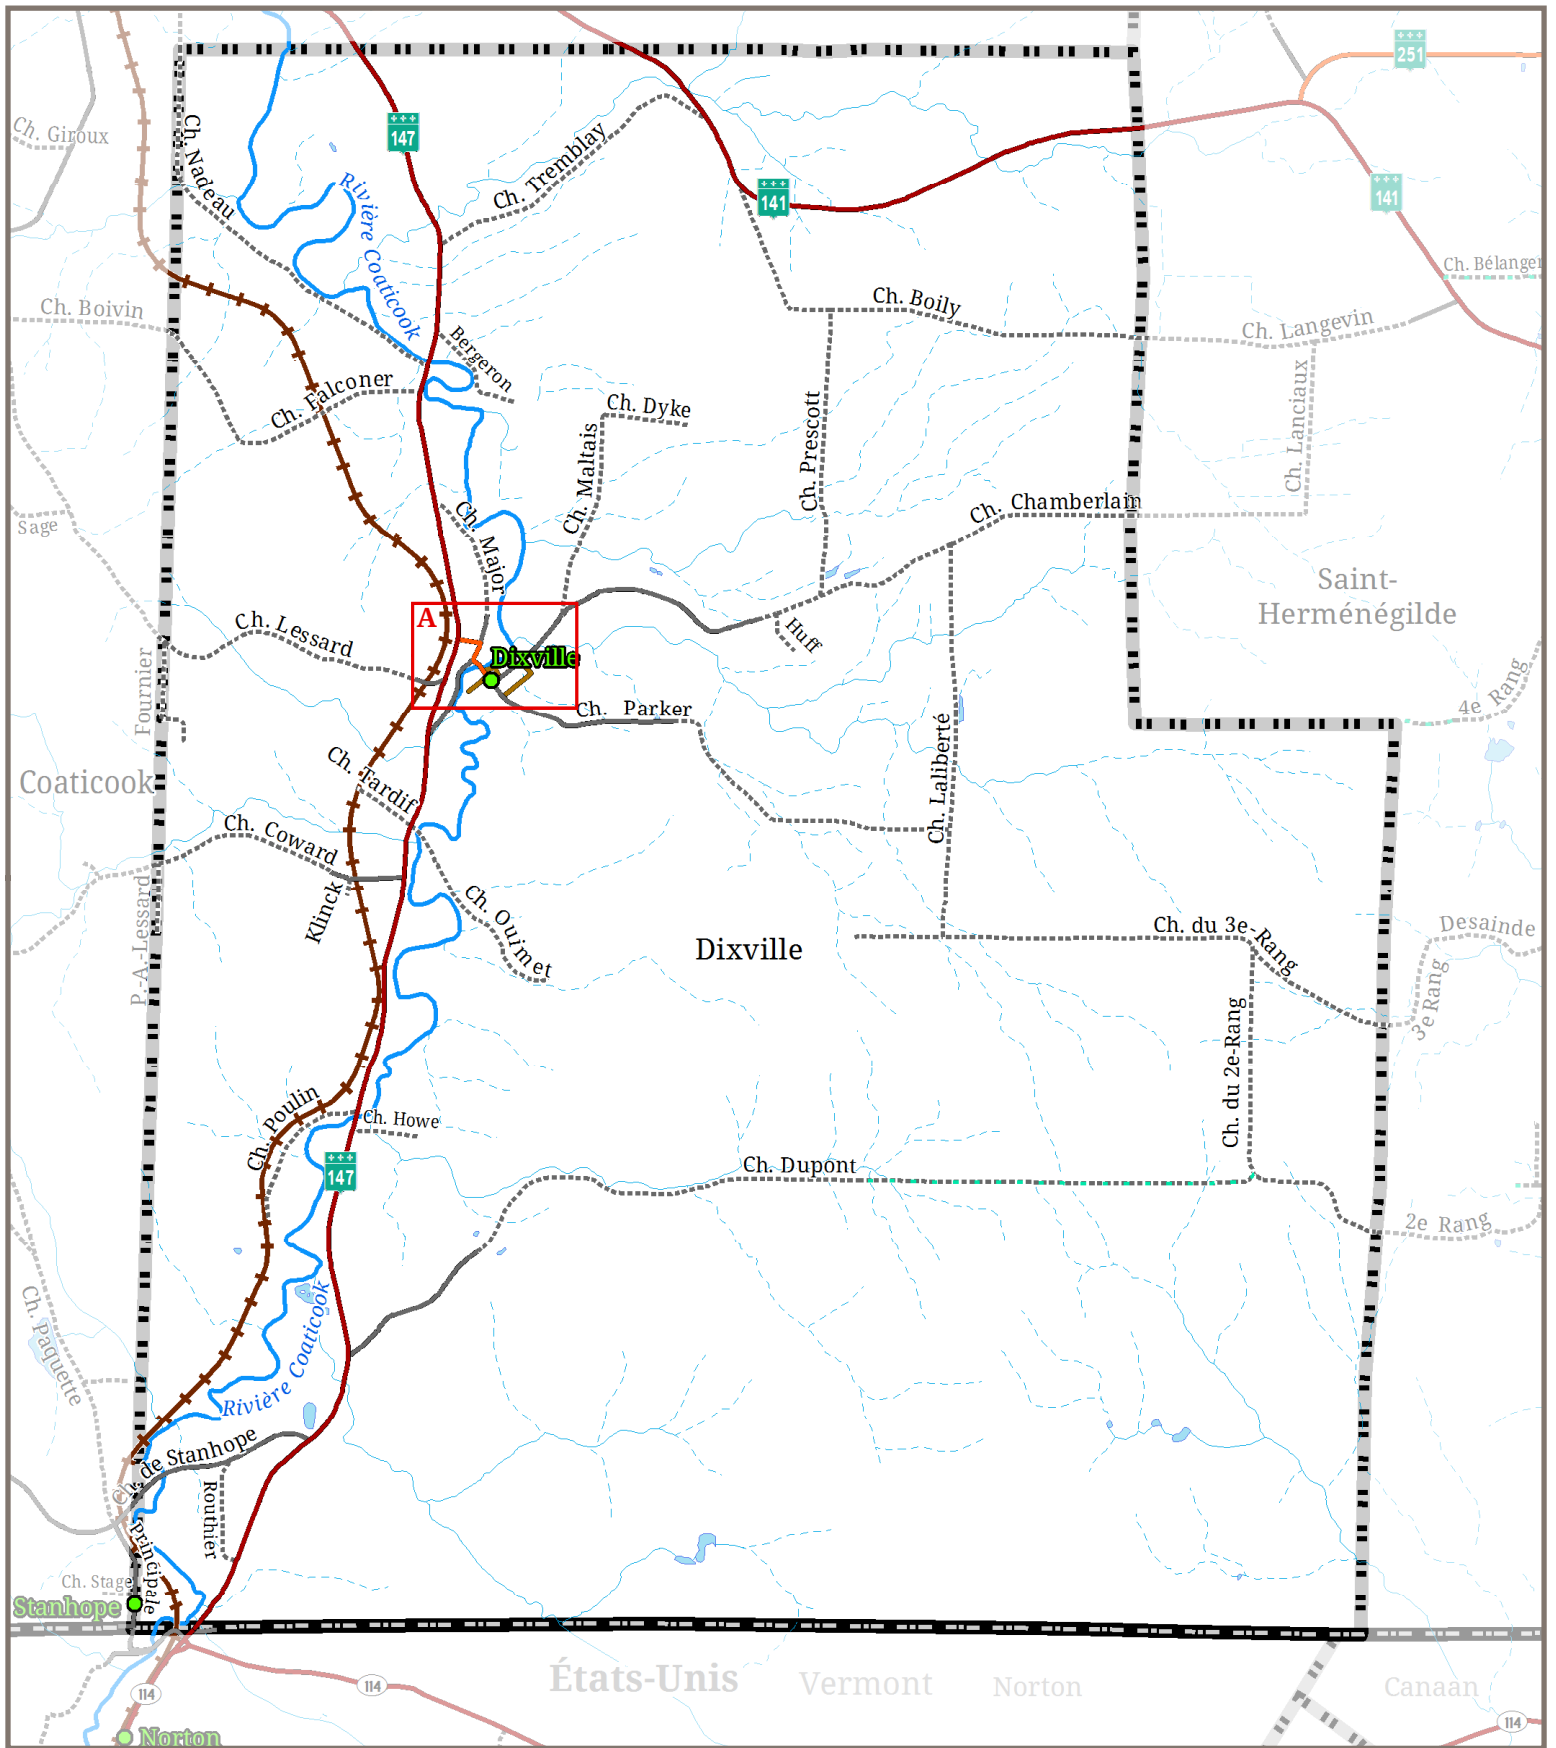 251
Ch. Giroux
147
Ch. Nadeau
Ch. Tremblay
Rivière Coaticook
141
141
Ch. Bélanger
Ch. Boivin
Ch. Boily
Ch. Langevin
Bergeron
Ch. Falconer
Ch. Dyke
Ch. Lanciaux
Ch. Prescott
Ch. Maltais
Ch. Chamberlain
Sage
Ch. Major
Saint-
Herménégilde
A
Ch. Lessard
Huff
Dixville
Fournier
4e Rang
Ch. Parker
Ch. Laliberté
Coaticook
Ch. Tardif
Ch. Coward
Klinck
P.-A.-Lessard
Ch. Ouimet
Dixville
Ch. du 3e-Rang
Desainde
3e Rang
Ch. du 2e-Rang
Ch. Poulin
Ch. Howe
147
Ch. Dupont
2e Rang
Ch. Paquette
Rivière Coaticook
Ch. de Stanhope
Routhier
Principale
Ch. Stage
Stanhope
États-Unis
Vermont
Norton
Canaan
114
114
114
Norton